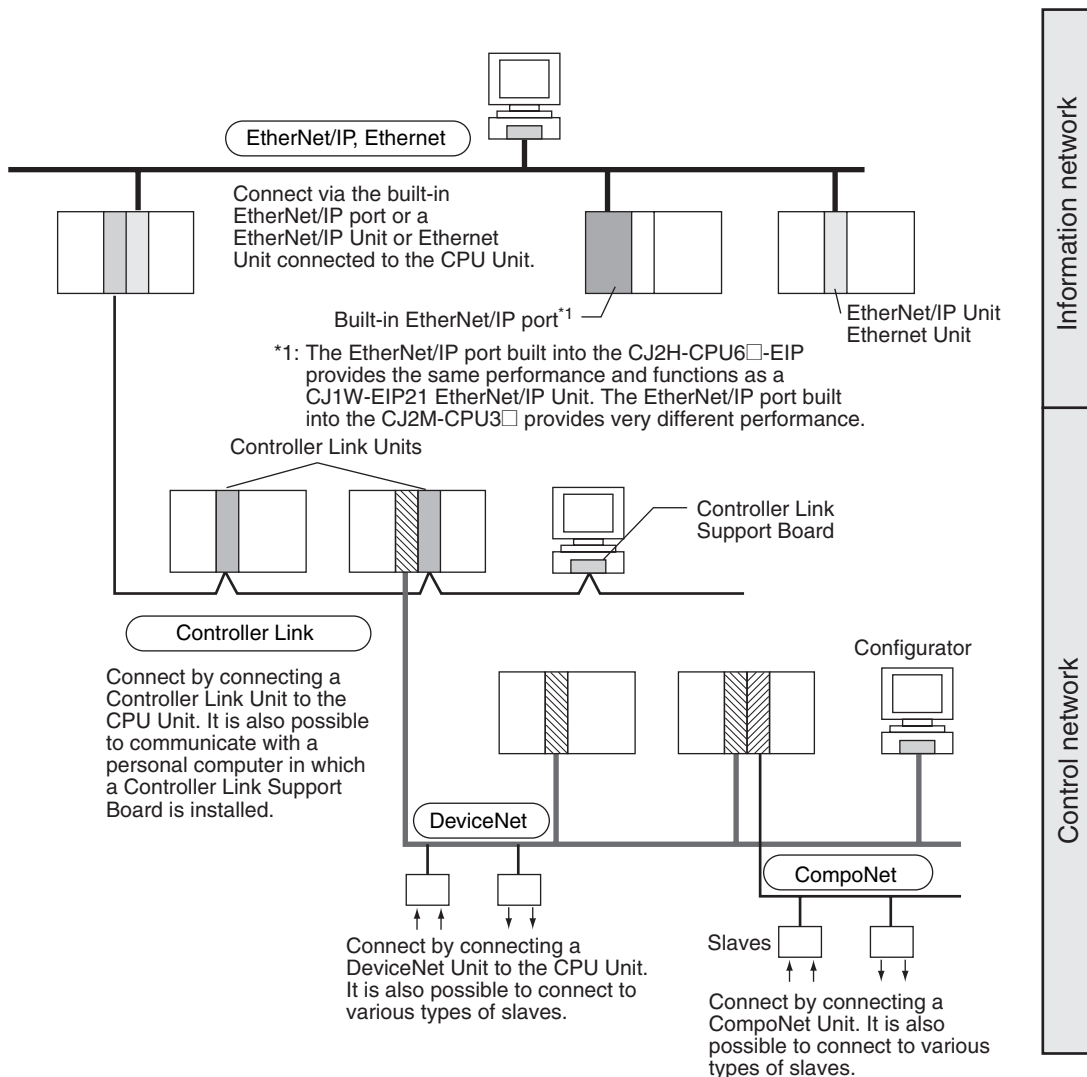 EtherNet/IP, Ethernet
Connect via the built-in
EtherNet/IP port or a
EtherNet/IP Unit or Ethernet
Unit connected to the CPU Unit.
Built-in EtherNet/IP port*1
EtherNet/IP Unit
Ethernet Unit
*1: The EtherNet/IP port built into the CJ2H-CPU6□-EIP
provides the same performance and functions as a
CJ1W-EIP21 EtherNet/IP Unit. The EtherNet/IP port built
into the CJ2M-CPU3□ provides very different performance.
Information network
Controller Link Units
Controller Link
Support Board
Controller Link
Connect by connecting a
Controller Link Unit to the
CPU Unit. It is also possible
to communicate with a
personal computer in which
a Controller Link Support
Board is installed.
Configurator
DeviceNet
CompoNet
Connect by connecting a
DeviceNet Unit to the CPU Unit.
It is also possible to connect to
various types of slaves.
Slaves
Connect by connecting a
CompoNet Unit. It is also
possible to connect to various
types of slaves.
Control network